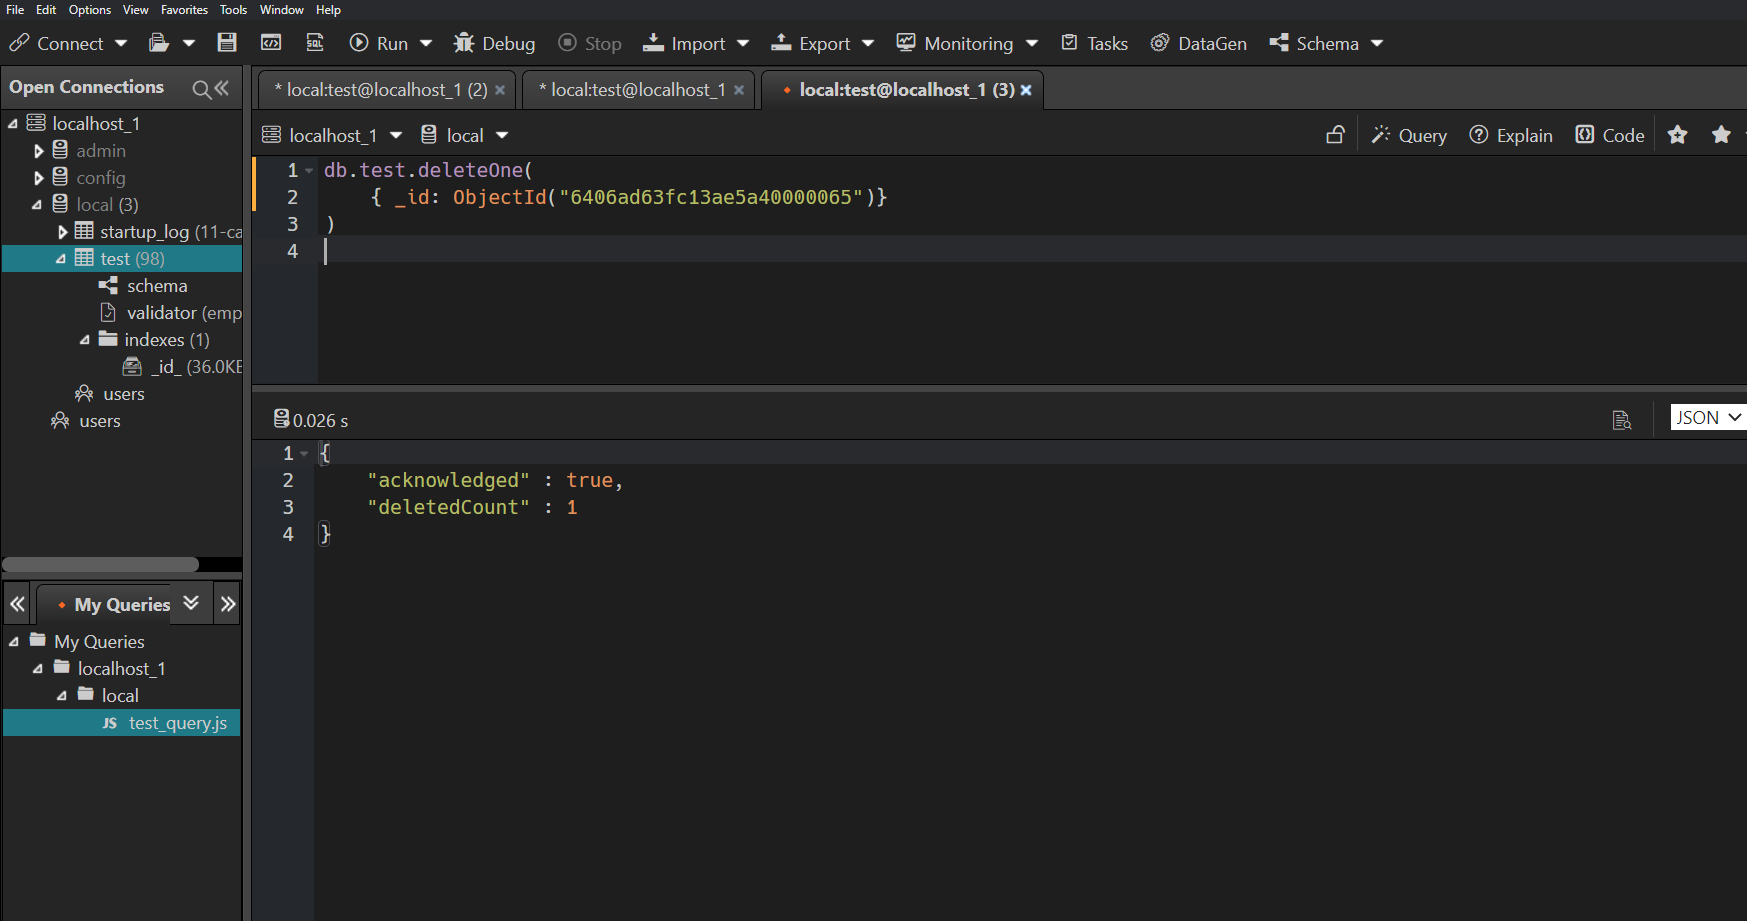 File Edit Options View Favorites Tools Window Help
Connect SQL Run Debug Stop Import Export Monitoring Tasks DataGen Schema
Open Connections
localhost_1
admin
config
local (3)
startup_log (11-ca
test (98)
schema
validator (emp
indexes (1)
_id_ (36.0KE
users
users
My Queries
My Queries
localhost_1
local
JS test_query.js
* local:test@localhost_1 (2) * local:test@localhost_1 local:test@localhost_1 (3)
localhost_1 local Query Explain Code
1 db.test.deleteOne(
2 { _id: ObjectId("6406ad63fc13ae5a40000065")}
3 )
4
0.026 s JSON
1 {
2 "acknowledged" : true,
3 "deletedCount" : 1
4 }